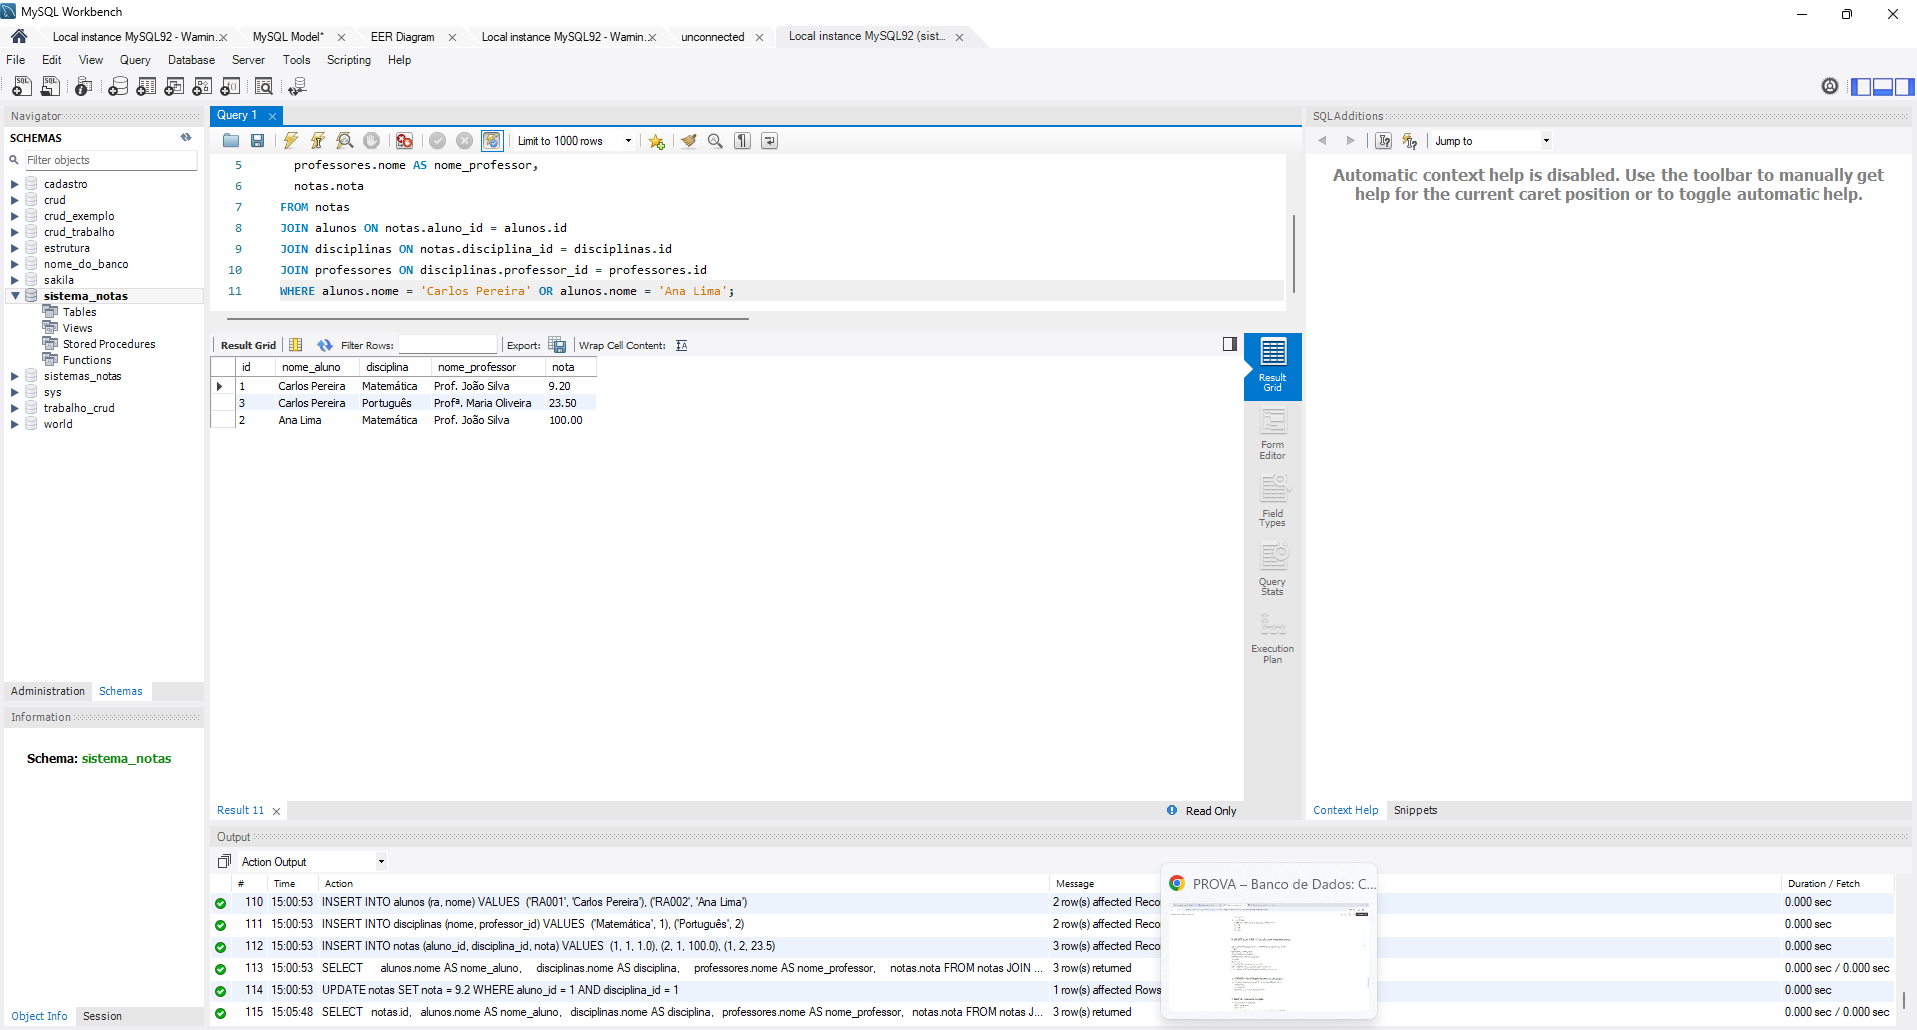 MySQL Workbench
Local instance MySQL92 - Warnin...
MySQL Model*
EER Diagram
Local instance MySQL92 - Warnin...
unconnected
Local instance MySQL92 (sist...
File Edit View Query Database Server Tools Scripting Help
Navigator
SCHEMAS
Filter objects
cadastro
crud
crud_exemplo
crud_trabalho
estrutura
nome_do_banco
sakila
sistema_notas
Tables
Views
Stored Procedures
Functions
sistemas_notas
sys
trabalho_crud
world
Administration Schemas
Information
Schema: sistema_notas
Object Info Session
Query 1
Limit to 1000 rows
5 professores.nome AS nome_professor,
6 notas.nota
7 FROM notas
8 JOIN alunos ON notas.aluno_id = alunos.id
9 JOIN disciplinas ON notas.disciplina_id = disciplinas.id
10 JOIN professores ON disciplinas.professor_id = professores.id
11 WHERE alunos.nome = 'Carlos Pereira' OR alunos.nome = 'Ana Lima';
Result Grid Filter Rows: Export: Wrap Cell Content:
id nome_aluno disciplina nome_professor nota
1 Carlos Pereira Matemática Prof. João Silva 9.20
3 Carlos Pereira Português Profª. Maria Oliveira 23.50
2 Ana Lima Matemática Prof. João Silva 100.00
Result Grid
Form Editor
Field Types
Query Stats
Execution Plan
Result 11
Read Only
SQLAdditions
Jump to
Automatic context help is disabled. Use the toolbar to manually get
help for the current caret position or to toggle automatic help.
Context Help Snippets
Output
Action Output
# Time Action Message Duration / Fetch
110 15:00:53 INSERT INTO alunos (ra, nome) VALUES ('RA001', 'Carlos Pereira'), ('RA002', 'Ana Lima') 2 row(s) affected Reco 0.000 sec
111 15:00:53 INSERT INTO disciplinas (nome, professor_id) VALUES ('Matemática', 1), ('Português', 2) 2 row(s) affected Reco 0.000 sec
112 15:00:53 INSERT INTO notas (aluno_id, disciplina_id, nota) VALUES (1, 1, 1.0), (2, 1, 100.0), (1, 2, 23.5) 3 row(s) affected Reco 0.000 sec
113 15:00:53 SELECT alunos.nome AS nome_aluno, disciplinas.nome AS disciplina, professores.nome AS nome_professor, notas.nota FROM notas JOIN ... 3 row(s) returned 0.000 sec / 0.000 sec
114 15:00:53 UPDATE notas SET nota = 9.2 WHERE aluno_id = 1 AND disciplina_id = 1 1 row(s) affected Rows 0.000 sec
115 15:05:48 SELECT notas.id, alunos.nome AS nome_aluno, disciplinas.nome AS disciplina, professores.nome AS nome_professor, notas.nota FROM notas J... 3 row(s) returned 0.000 sec / 0.000 sec
PROVA – Banco de Dados: C...